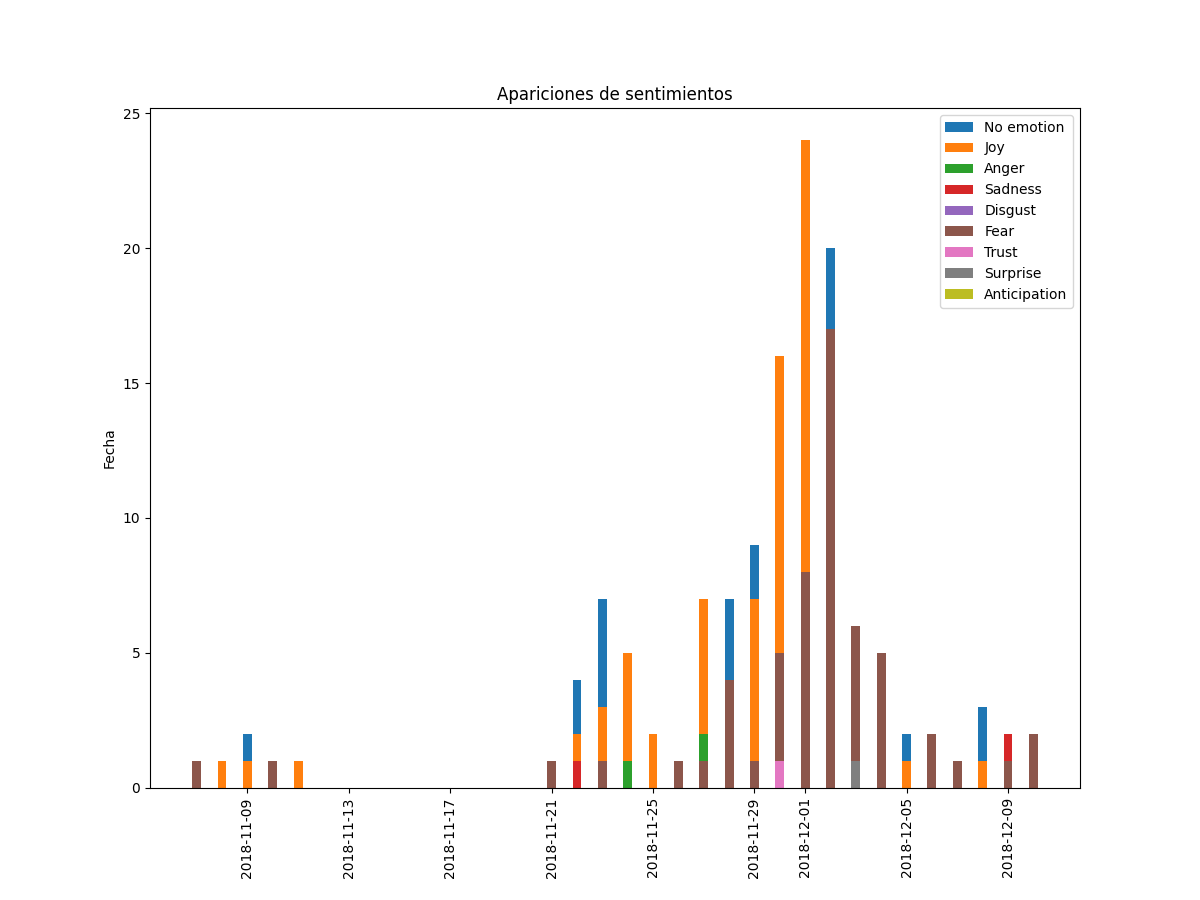 Apariciones de sentimientos
25
20
15
10
5
0
Fecha
No emotion
Joy
Anger
Sadness
Disgust
Fear
Trust
Surprise
Anticipation
2018-11-09
2018-11-13
2018-11-17
2018-11-21
2018-11-25
2018-11-29
2018-12-01
2018-12-05
2018-12-09